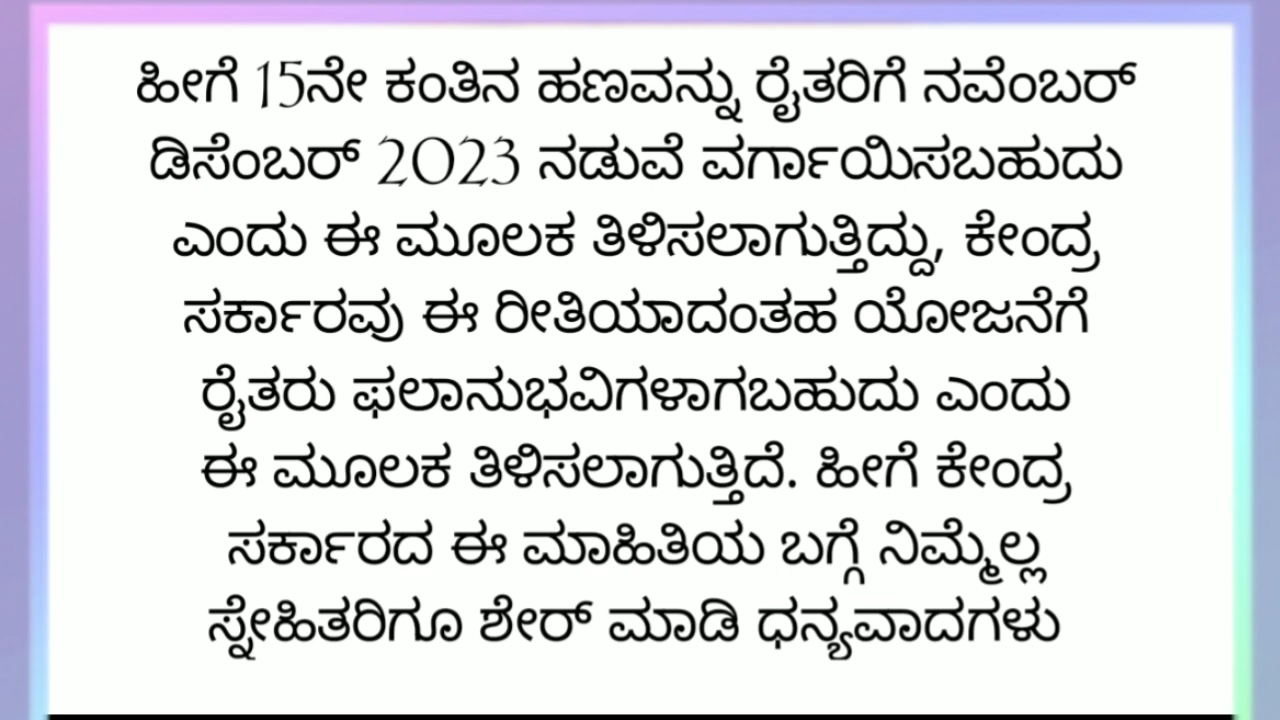 ಹೀಗೆ 15ನೇ ಕಂತಿನ ಹಣವನ್ನು ರೈತರಿಗೆ ನವೆಂಬರ್
ಡಿಸೆಂಬರ್ 2023 ನಡುವೆ ವರ್ಗಾಯಿಸಬಹುದು
ಎಂದು ಈ ಮೂಲಕ ತಿಳಿಸಲಾಗುತ್ತಿದ್ದು, ಕೇಂದ್ರ
ಸರ್ಕಾರವು ಈ ರೀತಿಯಾದಂತಹ ಯೋಜನೆಗೆ
ರೈತರು ಫಲಾನುಭವಿಗಳಾಗಬಹುದು ಎಂದು
ಈ ಮೂಲಕ ತಿಳಿಸಲಾಗುತ್ತಿದೆ. ಹೀಗೆ ಕೇಂದ್ರ
ಸರ್ಕಾರದ ಈ ಮಾಹಿತಿಯ ಬಗ್ಗೆ ನಿಮ್ಮೆಲ್ಲ
ಸ್ನೇಹಿತರಿಗೂ ಶೇರ್ ಮಾಡಿ ಧನ್ಯವಾದಗಳು